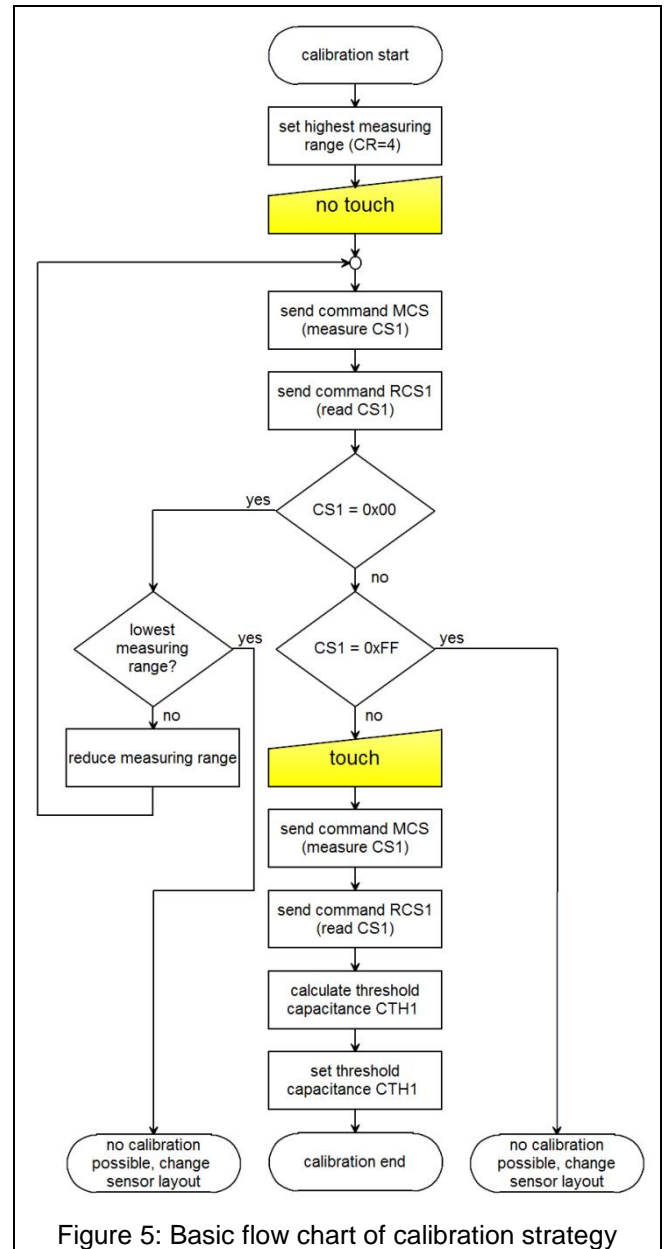 calibration start
set highest measuring
range (CR=4)
no touch
send command MCS
(measure CS1)
send command RCS1
(read CS1)
yes
CS1 = 0x00
no
lowest
measuring
range?
yes
CS1 = 0xFF
yes
no
no
reduce measuring range
touch
send command MCS
(measure CS1)
send command RCS1
(read CS1)
calculate threshold
capacitance CTH1
set threshold
capacitance CTH1
no calibration
possible, change
sensor layout
calibration end
no calibration
possible, change
sensor layout
Figure 5: Basic flow chart of calibration strategy